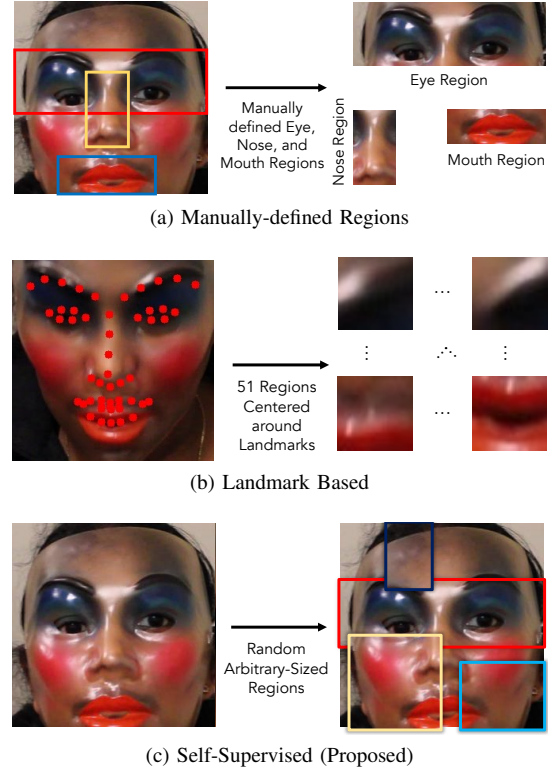 Manually
defined Eye,
Nose, and
Mouth Regions
Eye Region
Nose Region
Mouth Region
(a) Manually-defined Regions
51 Regions
Centered
around
Landmarks
...
...
(b) Landmark Based
Random
Arbitrary-Sized
Regions
(c) Self-Supervised (Proposed)